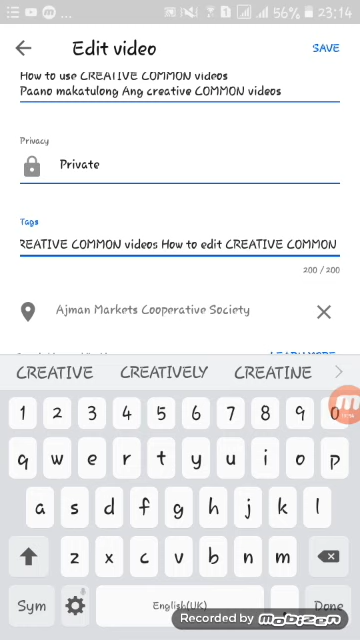 56% 23:14
Edit video SAVE
How to use CREATIVE COMMON videos
Paano makatulong Ang creative COMMON videos
Privacy
Private
Tags
REATIVE COMMON videos How to edit CREATIVE COMMON
200 / 200
Ajman Markets Cooperative Society
LEARN MORE
CREATIVE CREATIVELY CREATINE
1 2 3 4 5 6 7 8 9 0
q w e r t y u i o p
a s d f g h j k l
z x c v b n m
Sym English(UK) Done
Recorded by mobizen